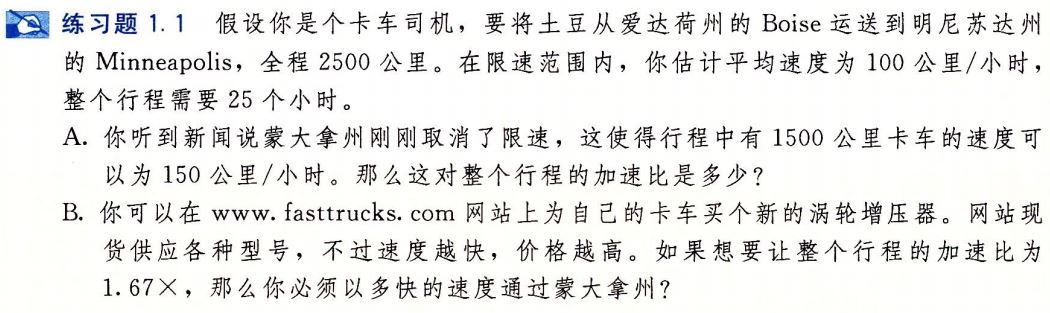 练习题 1.1 假设你是个卡车司机，要将土豆从爱达荷州的 Boise 运送到明尼苏达州
的 Minneapolis，全程 2500 公里。在限速范围内，你估计平均速度为 100 公里/小时，
整个行程需要 25 个小时。
A. 你听到新闻说蒙大拿州刚刚取消了限速，这使得行程中有 1500 公里卡车的速度可
以为 150 公里/小时。那么这对整个行程的加速比是多少？
B. 你可以在 www.fasttrucks.com 网站上为自己的卡车买个新的涡轮增压器。网站现
货供应各种型号，不过速度越快，价格越高。如果想要让整个行程的加速比为
1.67×，那么你必须以多快的速度通过蒙大拿州？